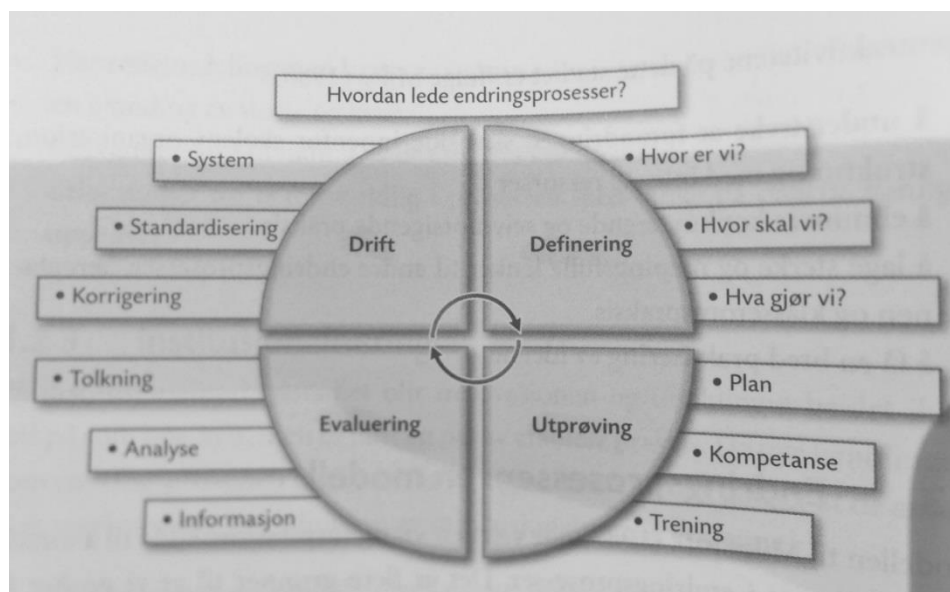 Hvordan lede endringsprosesser?
• System
• Standardisering
• Korrigering
Drift
Definering
• Hvor er vi?
• Hvor skal vi?
• Hva gjør vi?
• Tolkning
• Analyse
• Informasjon
Evaluering
Utprøving
• Plan
• Kompetanse
• Trening